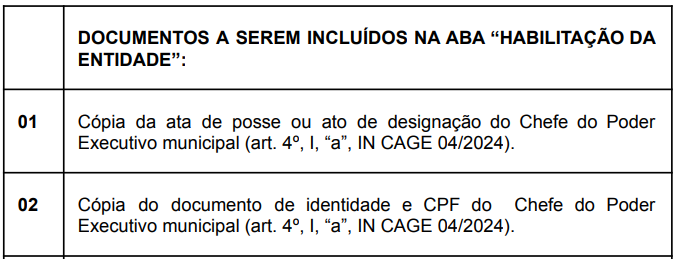 DOCUMENTOS A SEREM INCLUÍDOS NA ABA “HABILITAÇÃO DA
ENTIDADE”:
01 Cópia da ata de posse ou ato de designação do Chefe do Poder
Executivo municipal (art. 4º, I, “a”, IN CAGE 04/2024).
02 Cópia do documento de identidade e CPF do Chefe do Poder
Executivo municipal (art. 4º, I, “a”, IN CAGE 04/2024).